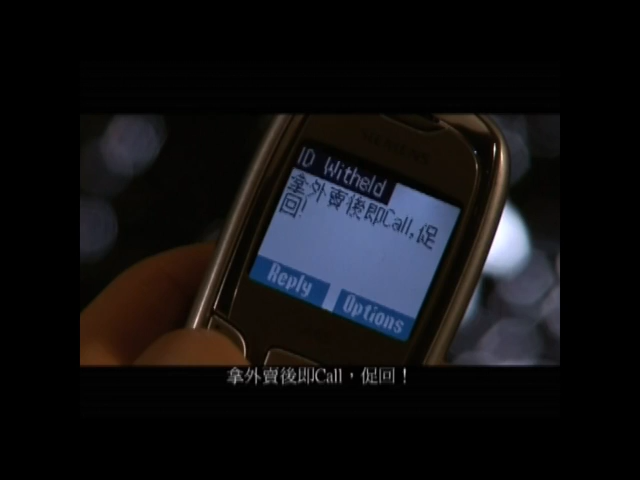 SIEMENS
ID Witheld
拿外賣後即Call,促
回!
Reply
Options
拿外賣後即Call，促回！